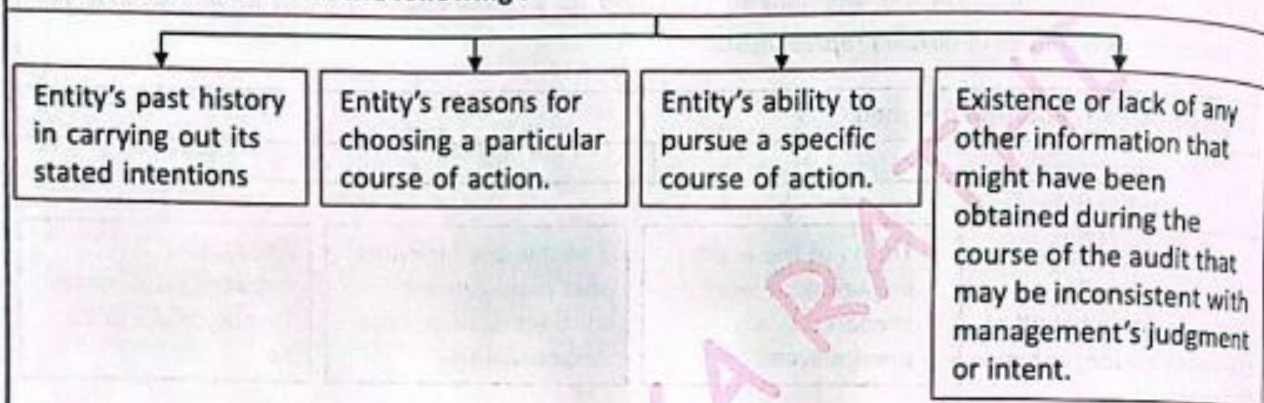 Entity's past history
in carrying out its
stated intentions
Entity's reasons for
choosing a particular
course of action.
Entity's ability to
pursue a specific
course of action.
Existence or lack of any
other information that
might have been
obtained during the
course of the audit that
may be inconsistent with
management's judgment
or intent.